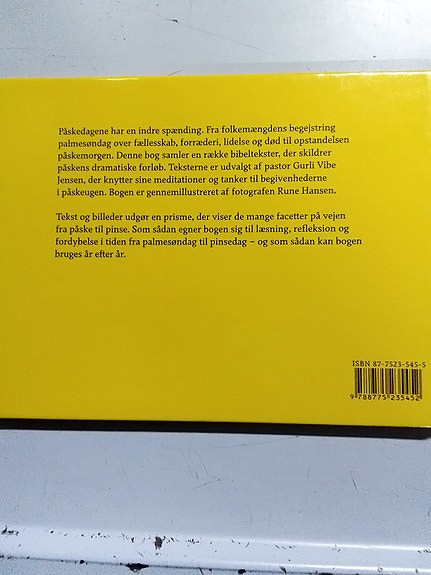 Påskedagene har en indre spænding. Fra folkemængdens begejstring
palmesøndag over fællesskab, forræderi, lidelse og død til opstandelsen
påskemorgen. Denne bog samler en række bibeltekster, der skildrer
påskens dramatiske forløb. Teksterne er udvalgt af pastor Gurli Vibe
Jensen, der knytter sine meditationer og tanker til begivenhederne
i påskeugen. Bogen er gennemillustreret af fotografen Rune Hansen.
Tekst og billeder udgør en prisme, der viser de mange facetter på vejen
fra påske til pinse. Som sådan egner bogen sig til læsning, refleksion og
fordybelse i tiden fra palmesøndag til pinsedag – og som sådan kan bogen
bruges år efter år.
ISBN 87-7523-545-5
9 788775 235452